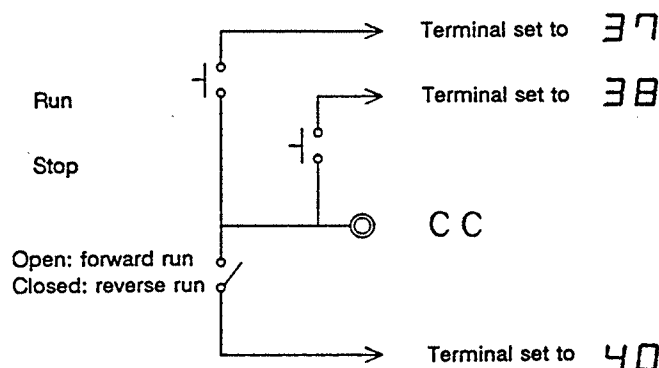 Terminal set to 37
Run
Terminal set to 38
Stop
CC
Open: forward run
Closed: reverse run
Terminal set to 40